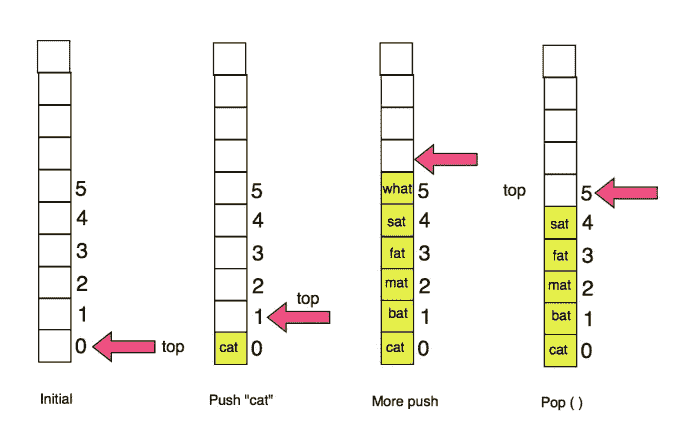 5
4
3
2
1
0 top
Initial
5
4
3
2
top
1
cat 0
Push "cat"
what 5
sat 4
fat 3
mat 2
bat 1
cat 0
More push
top 5
sat 4
fat 3
mat 2
bat 1
cat 0
Pop ( )